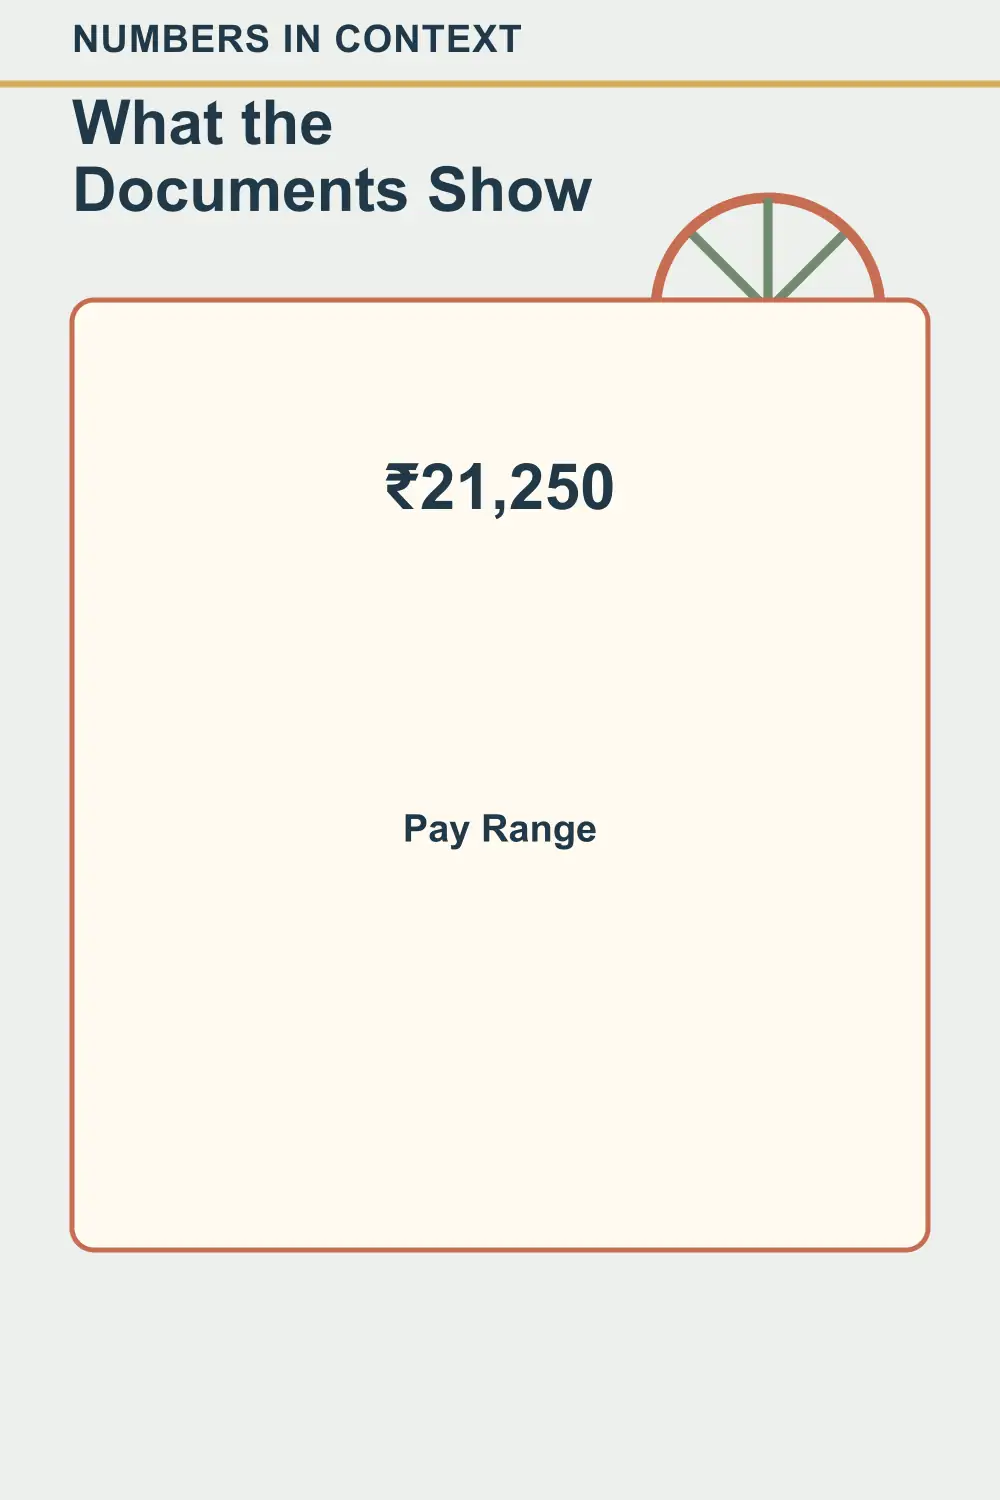 NUMBERS IN CONTEXT
What the
Documents Show
₹21,250
Pay Range